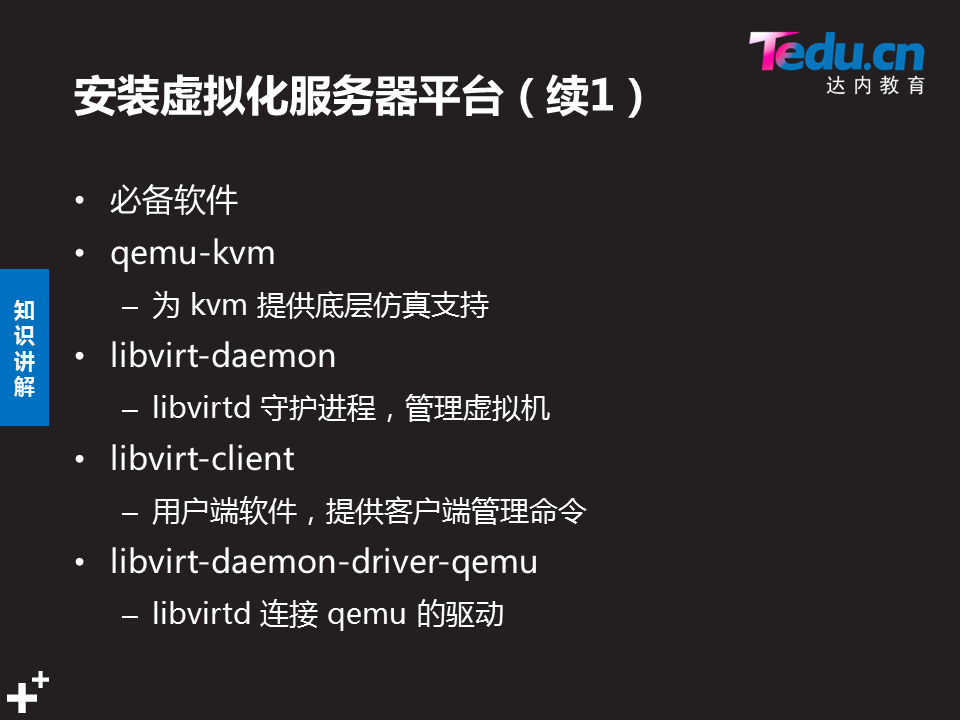 Tedu.cn
达内教育
安装虚拟化服务器平台（续1）
• 必备软件
• qemu-kvm
– 为 kvm 提供底层仿真支持
• libvirt-daemon
– libvirtd 守护进程，管理虚拟机
• libvirt-client
– 用户端软件，提供客户端管理命令
• libvirt-daemon-driver-qemu
– libvirtd 连接 qemu 的驱动
知识讲解